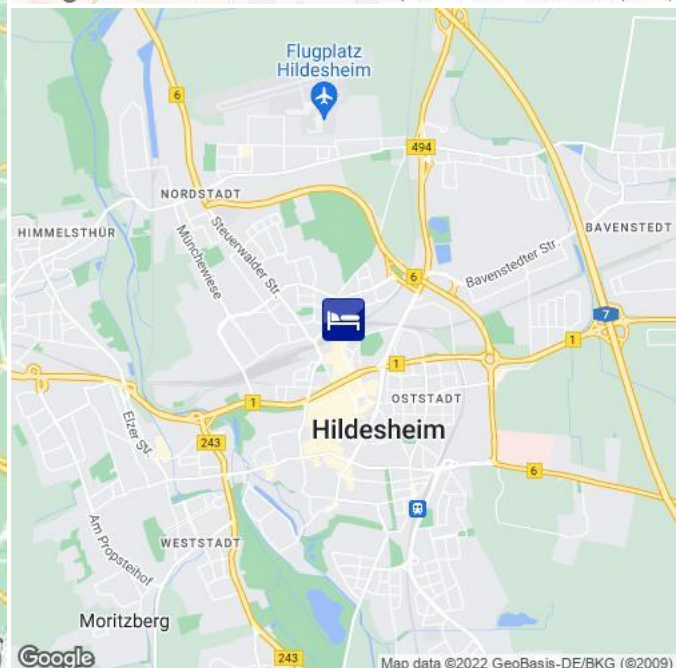 Flugplatz
Hildesheim
6
494
NORDSTADT
HIMMELSTHÜR
Steuerwalder Str.
Münchewiese
BAVENSTEDT
Bavenstedter Str.
6
7
1
1
1
OSTSTADT
Hildesheim
Elzer Str.
243
6
Am Propsteihof
WESTSTADT
Moritzberg
Google
243
Map data ©2022 GeoBasis-DE/BKG (©2009)